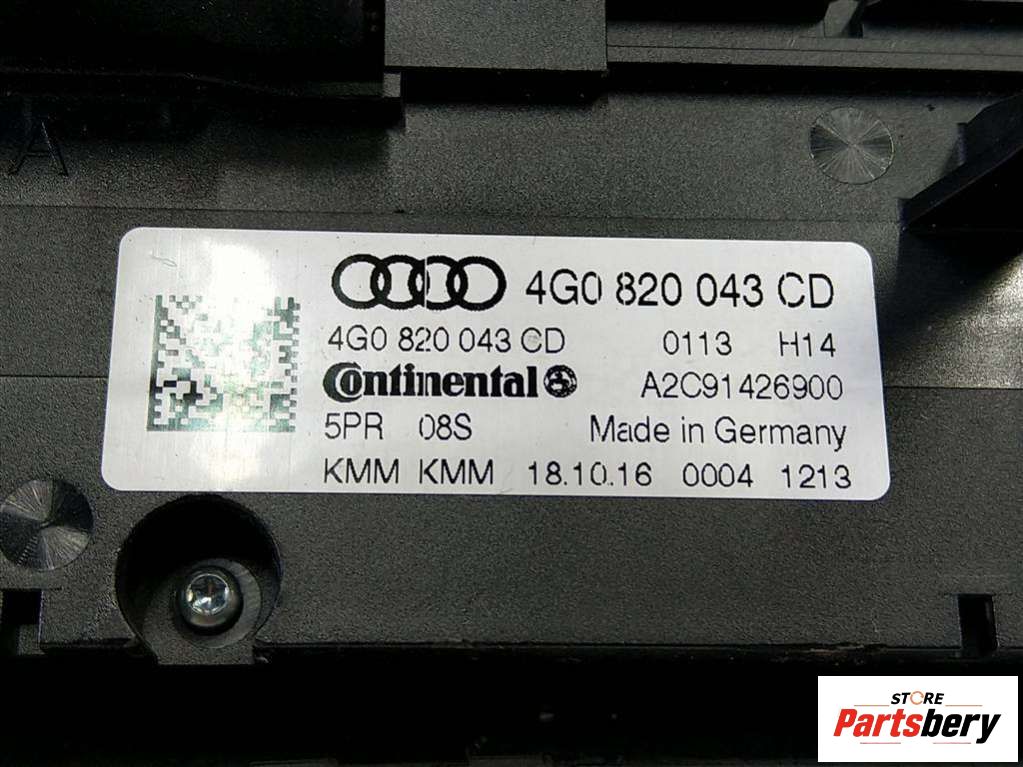 A
4G0 820 043 CD
4G0 820 043 CD 0113 H14
Continental A2C91426900
5PR 08S Made in Germany
KMM KMM 18.10.16 0004 1213
STORE
Partsbery